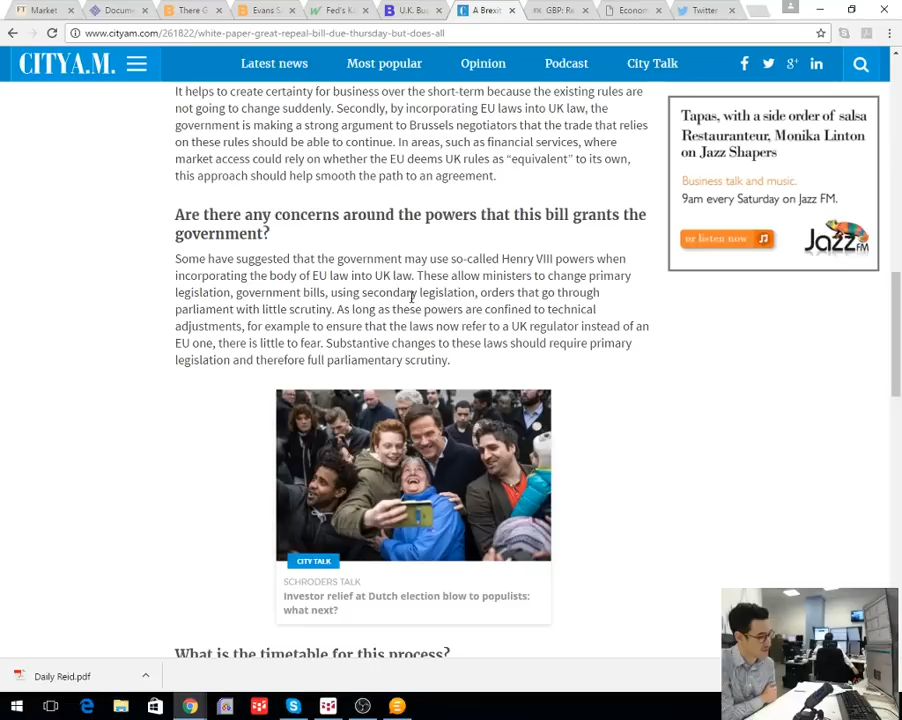 Market
Docume
There G
Evans S
Fed's Ka
U.K. Bu
A Brexit
GBP: Re
Econom
Twitter
www.cityam.com/261822/white-paper-great-repeal-bill-due-thursday-but-does-all
CITYA.M.
Latest news
Most popular
Opinion
Podcast
City Talk
It helps to create certainty for business over the short-term because the existing rules are
not going to change suddenly. Secondly, by incorporating EU laws into UK law, the
government is making a strong argument to Brussels negotiators that the trade that relies
on these rules should be able to continue. In areas, such as financial services, where
market access could rely on whether the EU deems UK rules as “equivalent” to its own,
this approach should help smooth the path to an agreement.
Are there any concerns around the powers that this bill grants the
government?
Some have suggested that the government may use so-called Henry VIII powers when
incorporating the body of EU law into UK law. These allow ministers to change primary
legislation, government bills, using secondary legislation, orders that go through
parliament with little scrutiny. As long as these powers are confined to technical
adjustments, for example to ensure that the laws now refer to a UK regulator instead of an
EU one, there is little to fear. Substantive changes to these laws should require primary
legislation and therefore full parliamentary scrutiny.
CITY TALK
SCHRODERS TALK
Investor relief at Dutch election blow to populists:
what next?
What is the timetable for this process?
Tapas, with a side order of salsa
Restauranteur, Monika Linton
on Jazz Shapers
Business talk and music.
9am every Saturday on Jazz FM.
or listen now
Jazz FM
Daily Reid.pdf